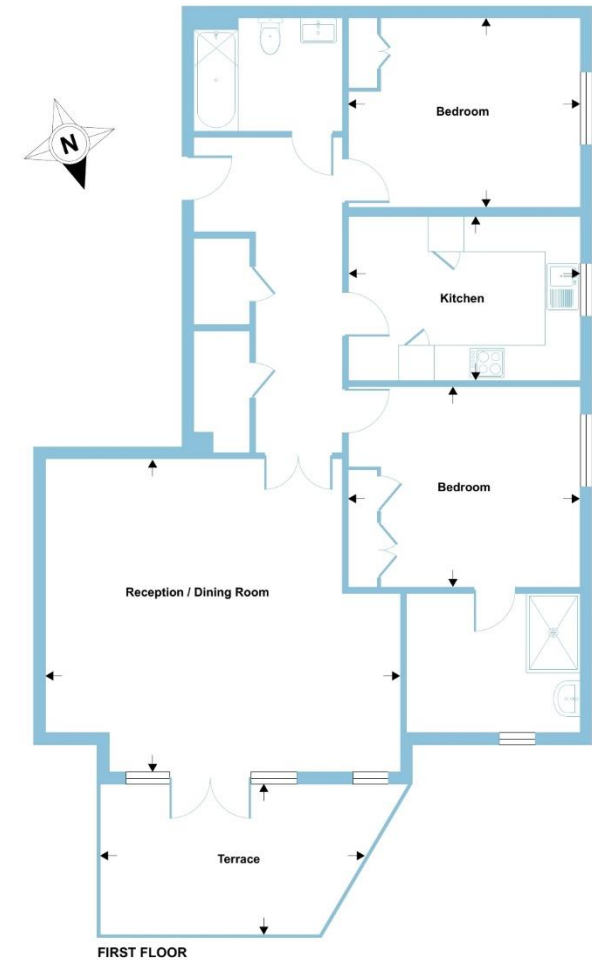 Bedroom
N
Kitchen
Bedroom
Reception / Dining Room
Terrace
FIRST FLOOR